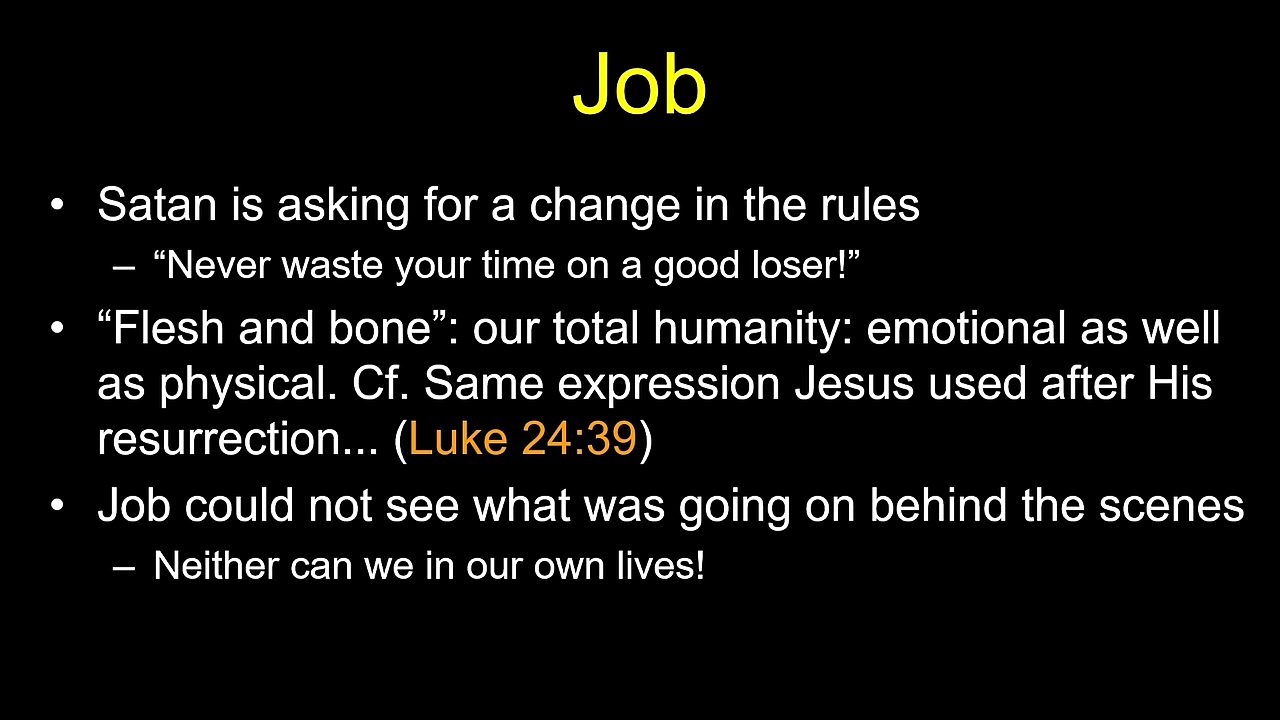 Job
• Satan is asking for a change in the rules
– “Never waste your time on a good loser!”
• “Flesh and bone”: our total humanity: emotional as well
as physical. Cf. Same expression Jesus used after His
resurrection... (Luke 24:39)
• Job could not see what was going on behind the scenes
– Neither can we in our own lives!